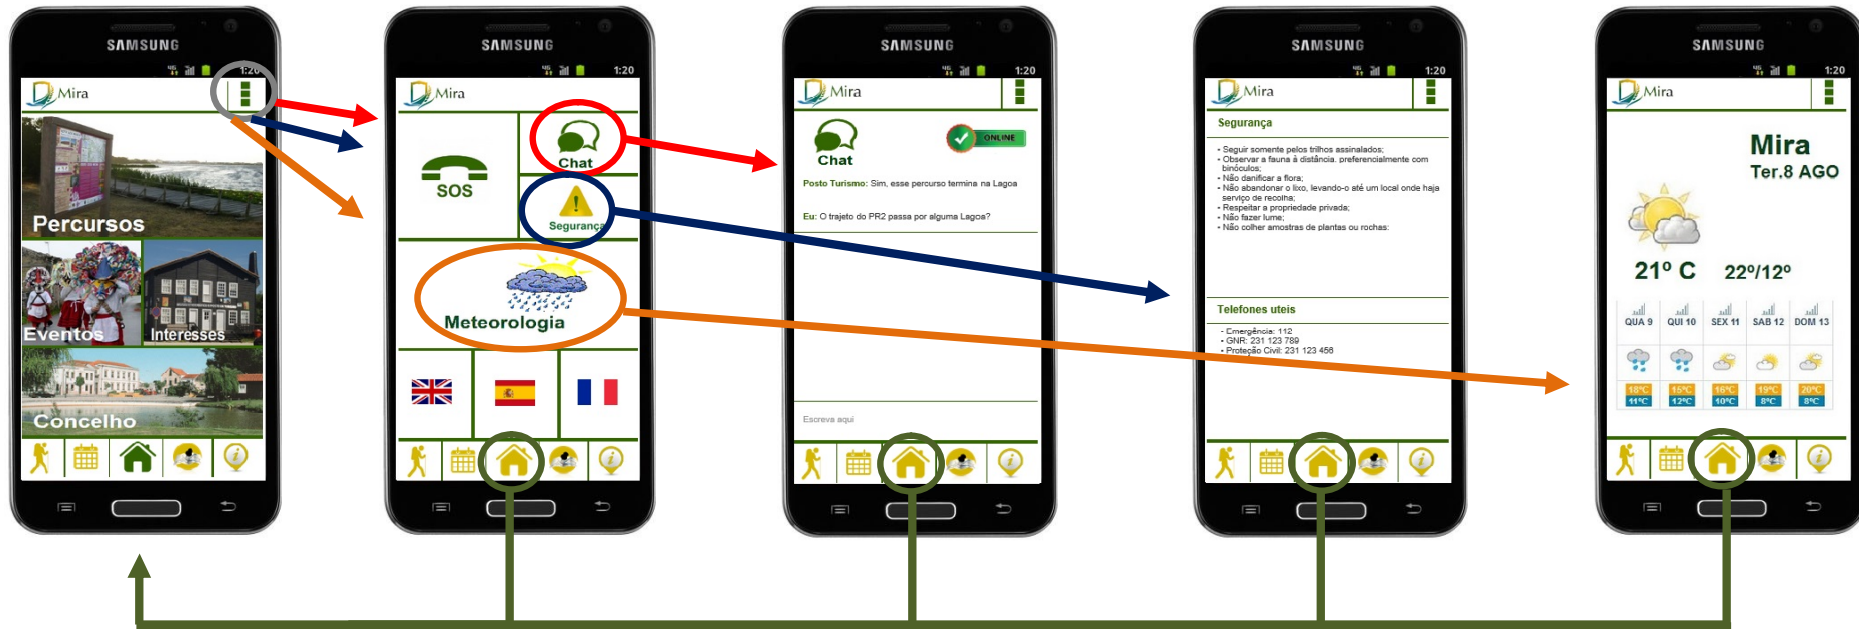 SAMSUNG
4G
1:20
Mira
Percursos
Eventos
Interesses
Concelho
SAMSUNG
4G
1:20
Mira
SOS
Chat
Segurança
Meteorologia
SAMSUNG
4G
1:20
Mira
Chat
ONLINE
Posto Turismo: Sim, esse percurso termina na Lagoa
Eu: O trajeto do PR2 passa por alguma Lagoa?
Escreva aqui
SAMSUNG
4G
1:20
Mira
Segurança
• Seguir somente pelos trilhos assinalados;
• Observar a fauna à distância. preferencialmente com
binóculos;
• Não danificar a flora;
• Não abandonar o lixo, levando-o até um local onde haja
serviço de recolha;
• Respeitar a propriedade privada;
• Não fazer lume;
• Não colher amostras de plantas ou rochas:
Telefones uteis
- Emergência: 112
• GNR: 231 123 789
• Proteção Civil: 231 123 456
SAMSUNG
4G
1:20
Mira
Mira
Ter.8 AGO
21º C 22º/12º
QUA 9 QUI 10 SEX 11 SAB 12 DOM 13
18ºC 15ºC 16ºC 19ºC 20ºC
11ºC 12ºC 10ºC 8ºC 8ºC